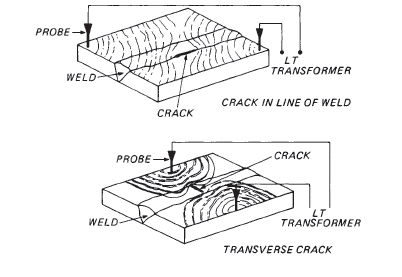 PROBE
WELD
CRACK
LT
TRANSFORMER
CRACK IN LINE OF WELD
PROBE
CRACK
WELD
LT
TRANSFORMER
TRANSVERSE CRACK